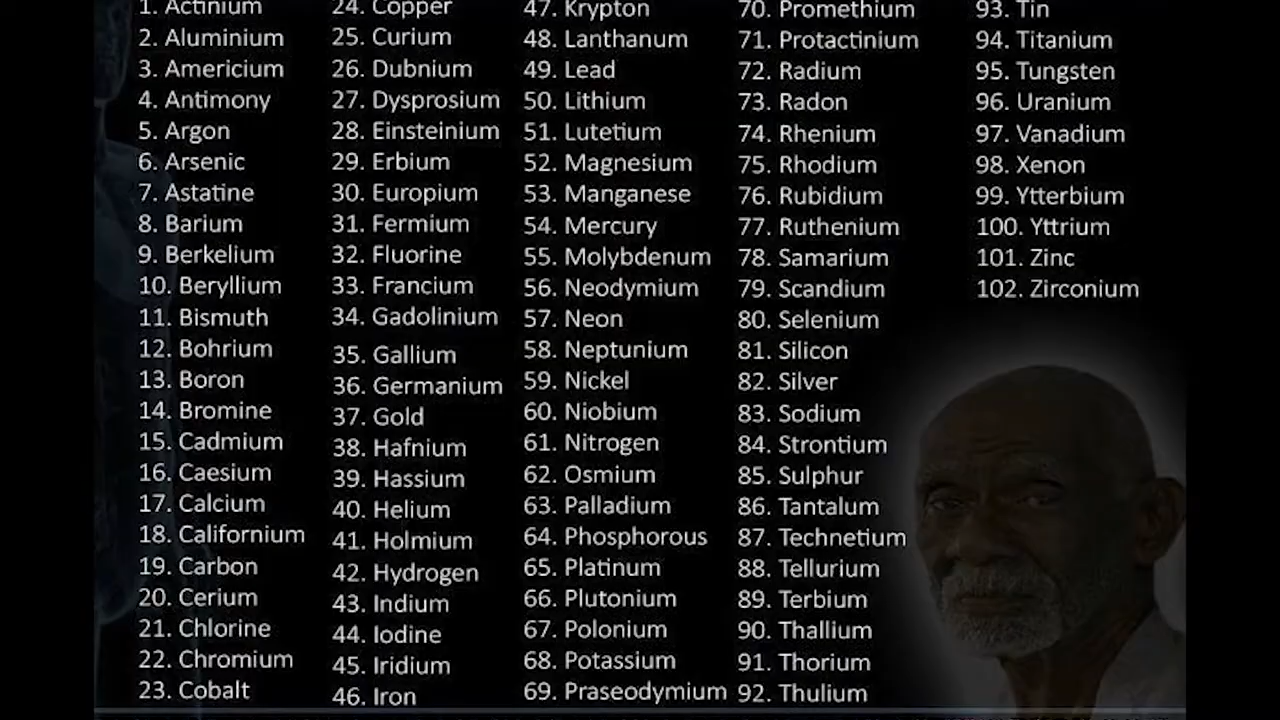 1. Actinium
2. Aluminium
3. Americium
4. Antimony
5. Argon
6. Arsenic
7. Astatine
8. Barium
9. Berkelium
10. Beryllium
11. Bismuth
12. Bohrium
13. Boron
14. Bromine
15. Cadmium
16. Caesium
17. Calcium
18. Californium
19. Carbon
20. Cerium
21. Chlorine
22. Chromium
23. Cobalt
24. Copper
25. Curium
26. Dubnium
27. Dysprosium
28. Einsteinium
29. Erbium
30. Europium
31. Fermium
32. Fluorine
33. Francium
34. Gadolinium
35. Gallium
36. Germanium
37. Gold
38. Hafnium
39. Hassium
40. Helium
41. Holmium
42. Hydrogen
43. Indium
44. Iodine
45. Iridium
46. Iron
47. Krypton
48. Lanthanum
49. Lead
50. Lithium
51. Lutetium
52. Magnesium
53. Manganese
54. Mercury
55. Molybdenum
56. Neodymium
57. Neon
58. Neptunium
59. Nickel
60. Niobium
61. Nitrogen
62. Osmium
63. Palladium
64. Phosphorous
65. Platinum
66. Plutonium
67. Polonium
68. Potassium
69. Praseodymium
70. Promethium
71. Protactinium
72. Radium
73. Radon
74. Rhenium
75. Rhodium
76. Rubidium
77. Ruthenium
78. Samarium
79. Scandium
80. Selenium
81. Silicon
82. Silver
83. Sodium
84. Strontium
85. Sulphur
86. Tantalum
87. Technetium
88. Tellurium
89. Terbium
90. Thallium
91. Thorium
92. Thulium
93. Tin
94. Titanium
95. Tungsten
96. Uranium
97. Vanadium
98. Xenon
99. Ytterbium
100. Yttrium
101. Zinc
102. Zirconium